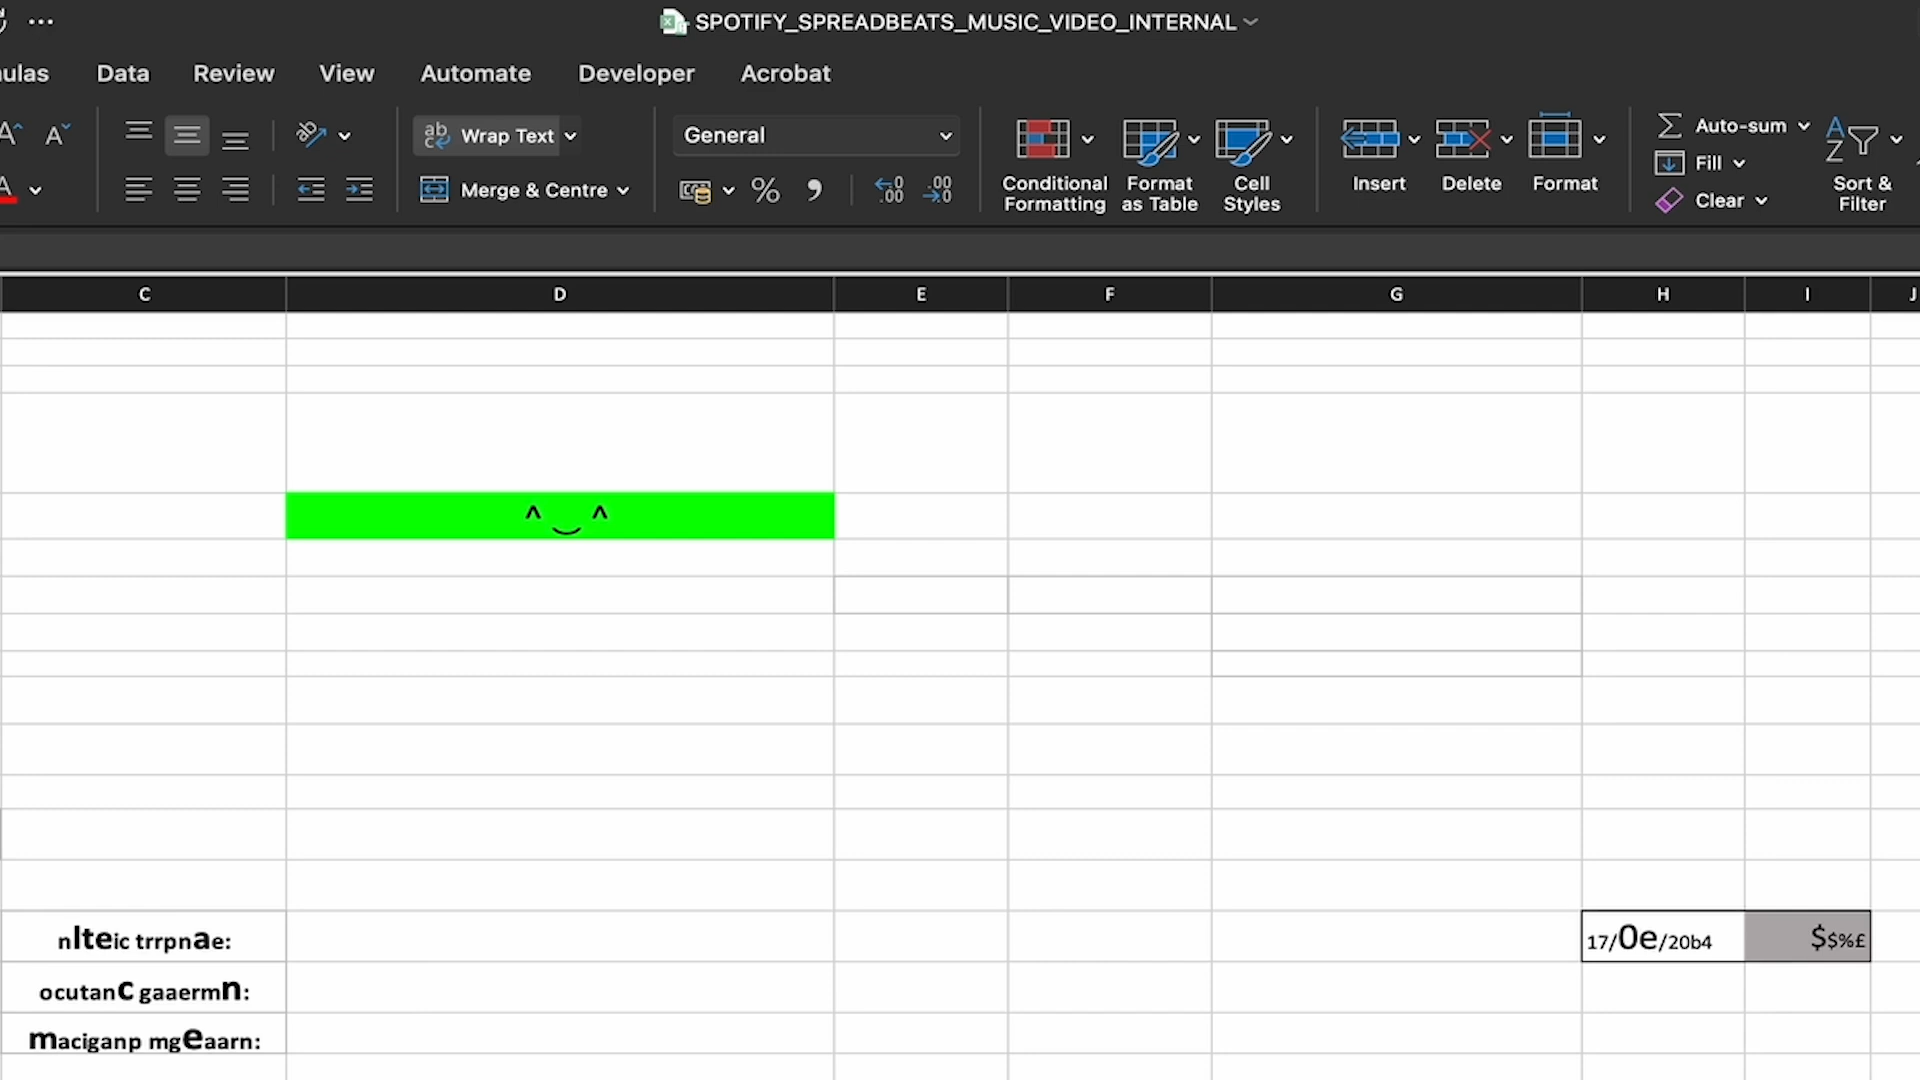 SPOTIFY_SPREADBEATS_MUSIC_VIDEO_INTERNAL
ulas Data Review View Automate Developer Acrobat
Wrap Text
General
Merge & Centre
Conditional Formatting
Format as Table
Cell Styles
Insert
Delete
Format
Auto-sum
Fill
Clear
Sort & Filter
C D E F G H I J
^‿^
nlteic trrpnae:
17/0e/20b4
$$%£
ocutanC gaaermn:
maciganp mgeaarn: